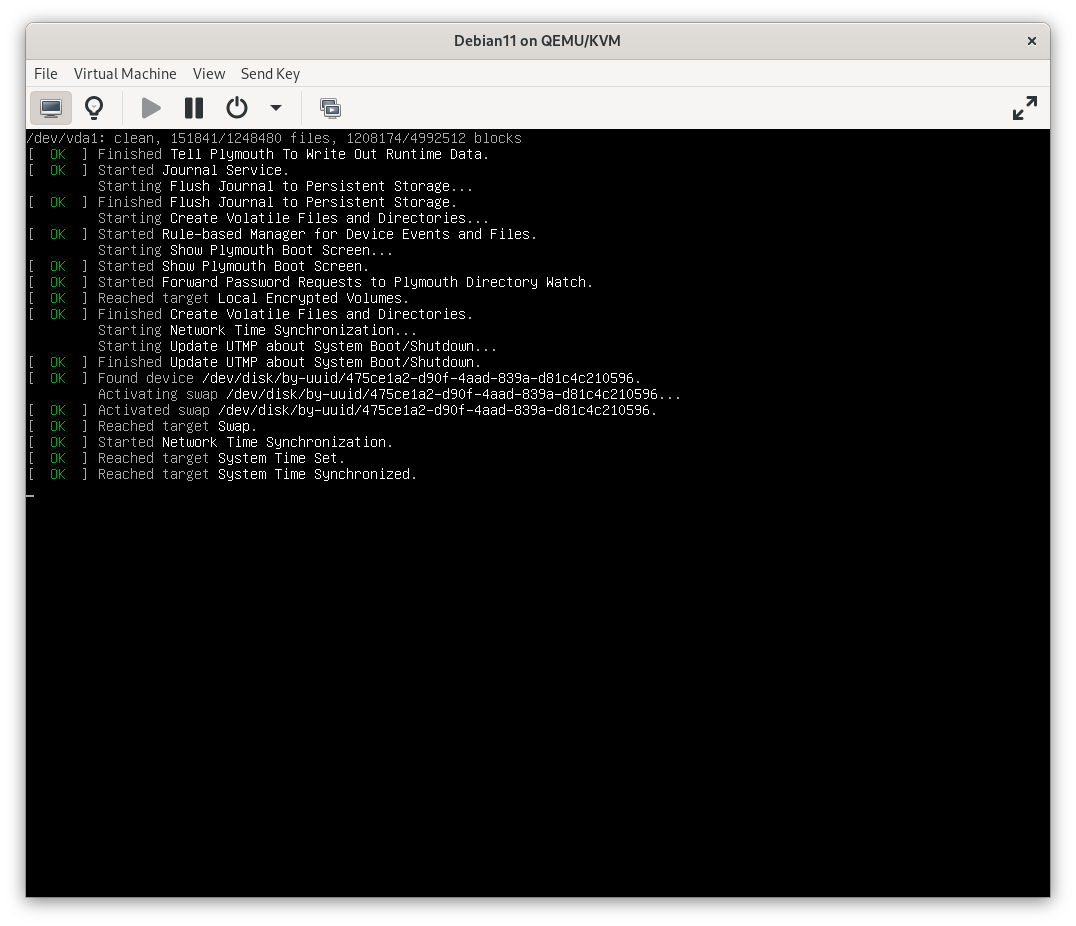 Debian11 on QEMU/KVM
File Virtual Machine View Send Key
/dev/vda1: clean, 151841/1248480 files, 1208174/4992512 blocks
[  OK  ] Finished Tell Plymouth To Write Out Runtime Data.
[  OK  ] Started Journal Service.
         Starting Flush Journal to Persistent Storage...
[  OK  ] Finished Flush Journal to Persistent Storage.
         Starting Create Volatile Files and Directories...
[  OK  ] Started Rule-based Manager for Device Events and Files.
         Starting Show Plymouth Boot Screen...
[  OK  ] Started Show Plymouth Boot Screen.
[  OK  ] Started Forward Password Requests to Plymouth Directory Watch.
[  OK  ] Reached target Local Encrypted Volumes.
[  OK  ] Finished Create Volatile Files and Directories.
         Starting Network Time Synchronization...
         Starting Update UTMP about System Boot/Shutdown...
[  OK  ] Finished Update UTMP about System Boot/Shutdown.
[  OK  ] Found device /dev/disk/by-uuid/475ce1a2-d90f-4aad-839a-d81c4c210596.
         Activating swap /dev/disk/by-uuid/475ce1a2-d90f-4aad-839a-d81c4c210596...
[  OK  ] Activated swap /dev/disk/by-uuid/475ce1a2-d90f-4aad-839a-d81c4c210596.
[  OK  ] Reached target Swap.
[  OK  ] Started Network Time Synchronization.
[  OK  ] Reached target System Time Set.
[  OK  ] Reached target System Time Synchronized.